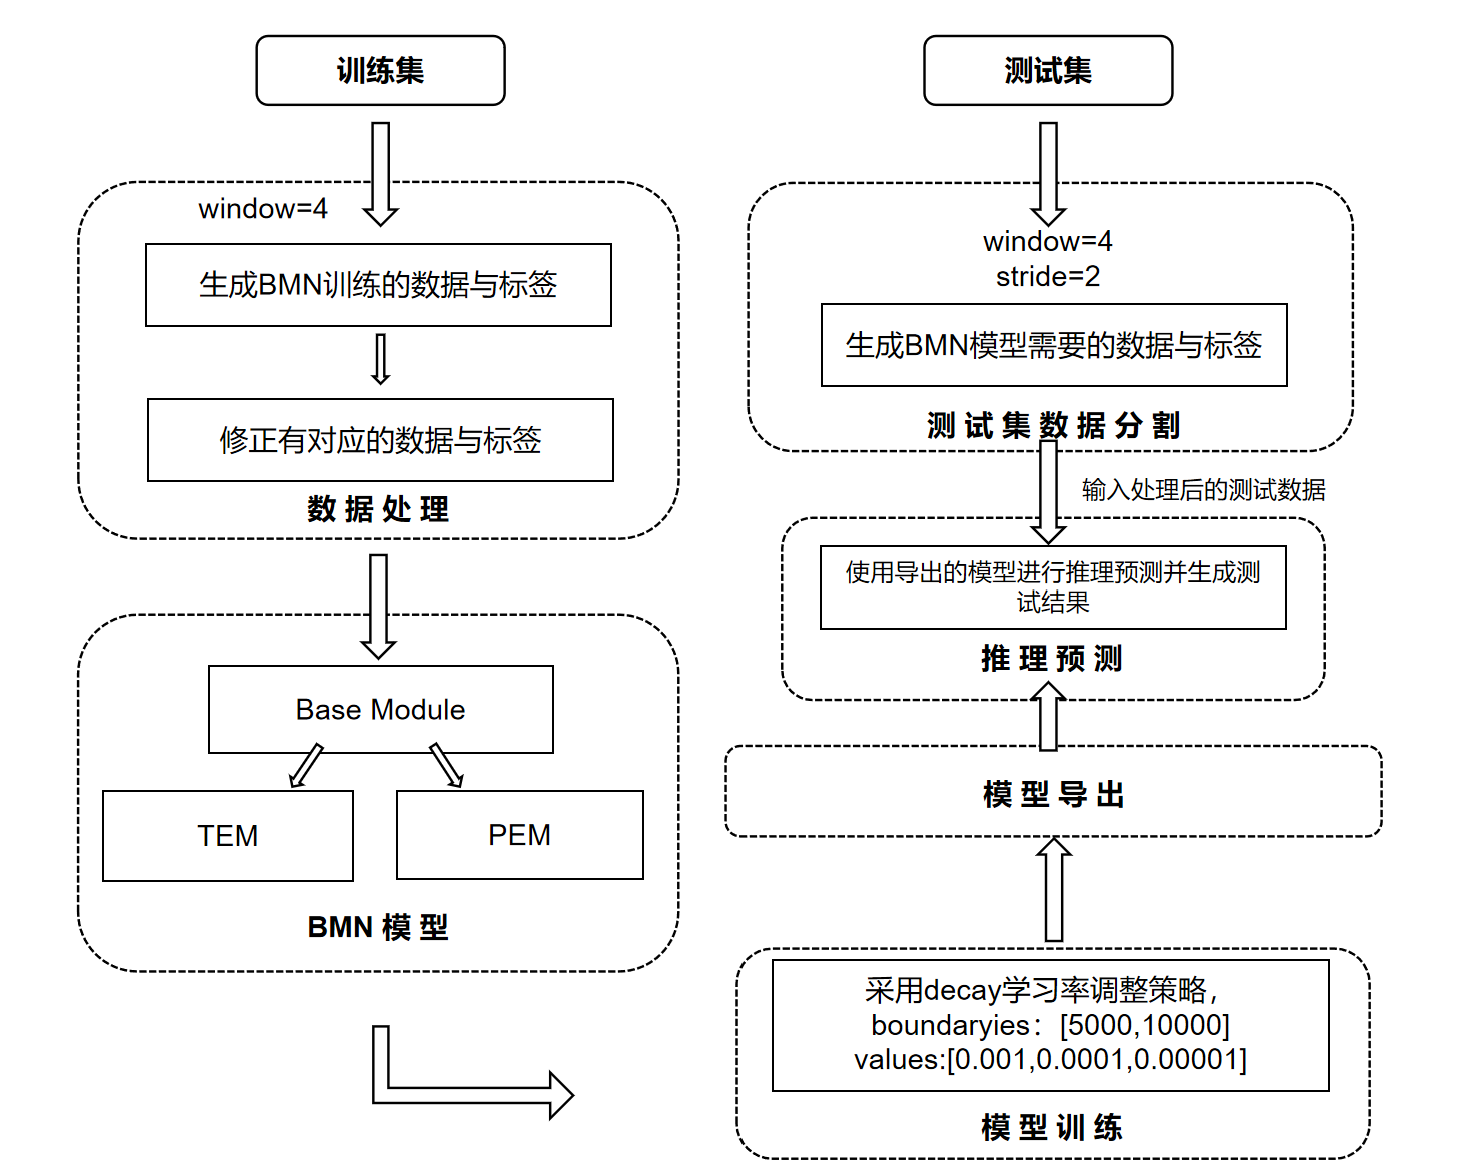 训练集
window=4
生成BMN训练的数据与标签
修正有对应的数据与标签
数据处理
Base Module
TEM
PEM
BMN 模型
测试集
window=4
stride=2
生成BMN模型需要的数据与标签
测试集数据分割
输入处理后的测试数据
使用导出的模型进行推理预测并生成测
试结果
推理预测
模型导出
采用decay学习率调整策略，
boundaryies：[5000,10000]
values:[0.001,0.0001,0.00001]
模型训练